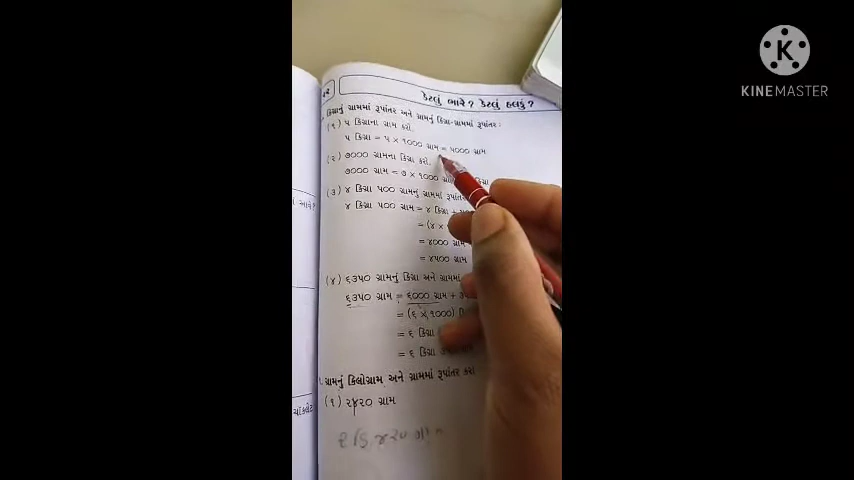 KINEMASTER
કેટલું ભારે? કેટલું હલકું?
કિગ્રાનું ગ્રામમાં રૂપાંતર અને ગ્રામનું કિગ્રા-ગ્રામમાં રૂપાંતર :
(૧) ૫ કિગ્રાના ગ્રામ કરો.
૫ કિગ્રા = ૫ × ૧૦૦૦ ગ્રામ = ૫૦૦૦ ગ્રામ
(૨) ૭૦૦૦ ગ્રામના કિગ્રા કરો.
૭૦૦૦ ગ્રામ = ૭ × ૧૦૦૦ કિગ્રા
(૩) ૪ કિગ્રા ૫૦૦ ગ્રામનું ગ્રામમાં
૪ કિગ્રા ૫૦૦ ગ્રામ = ૪ કિગ્રા +
= (૪ ×
= ૪૦૦૦ ગ્રામ
= ૪૫૦૦ ગ્રામ
(૪) ૬૩૫૦ ગ્રામનું કિગ્રા અને ગ્રામમાં
૬૩૫૦ ગ્રામ = ૬૦૦૦ ગ્રામ +
= (૬ × ૧૦૦૦)
= ૬ કિગ્રા
= ૬ કિગ્રા
ગ્રામનું કિલોગ્રામ અને ગ્રામમાં રૂપાંતર કરો
(૧) ૨૪૨૦ ગ્રામ
ચૉકલેટ